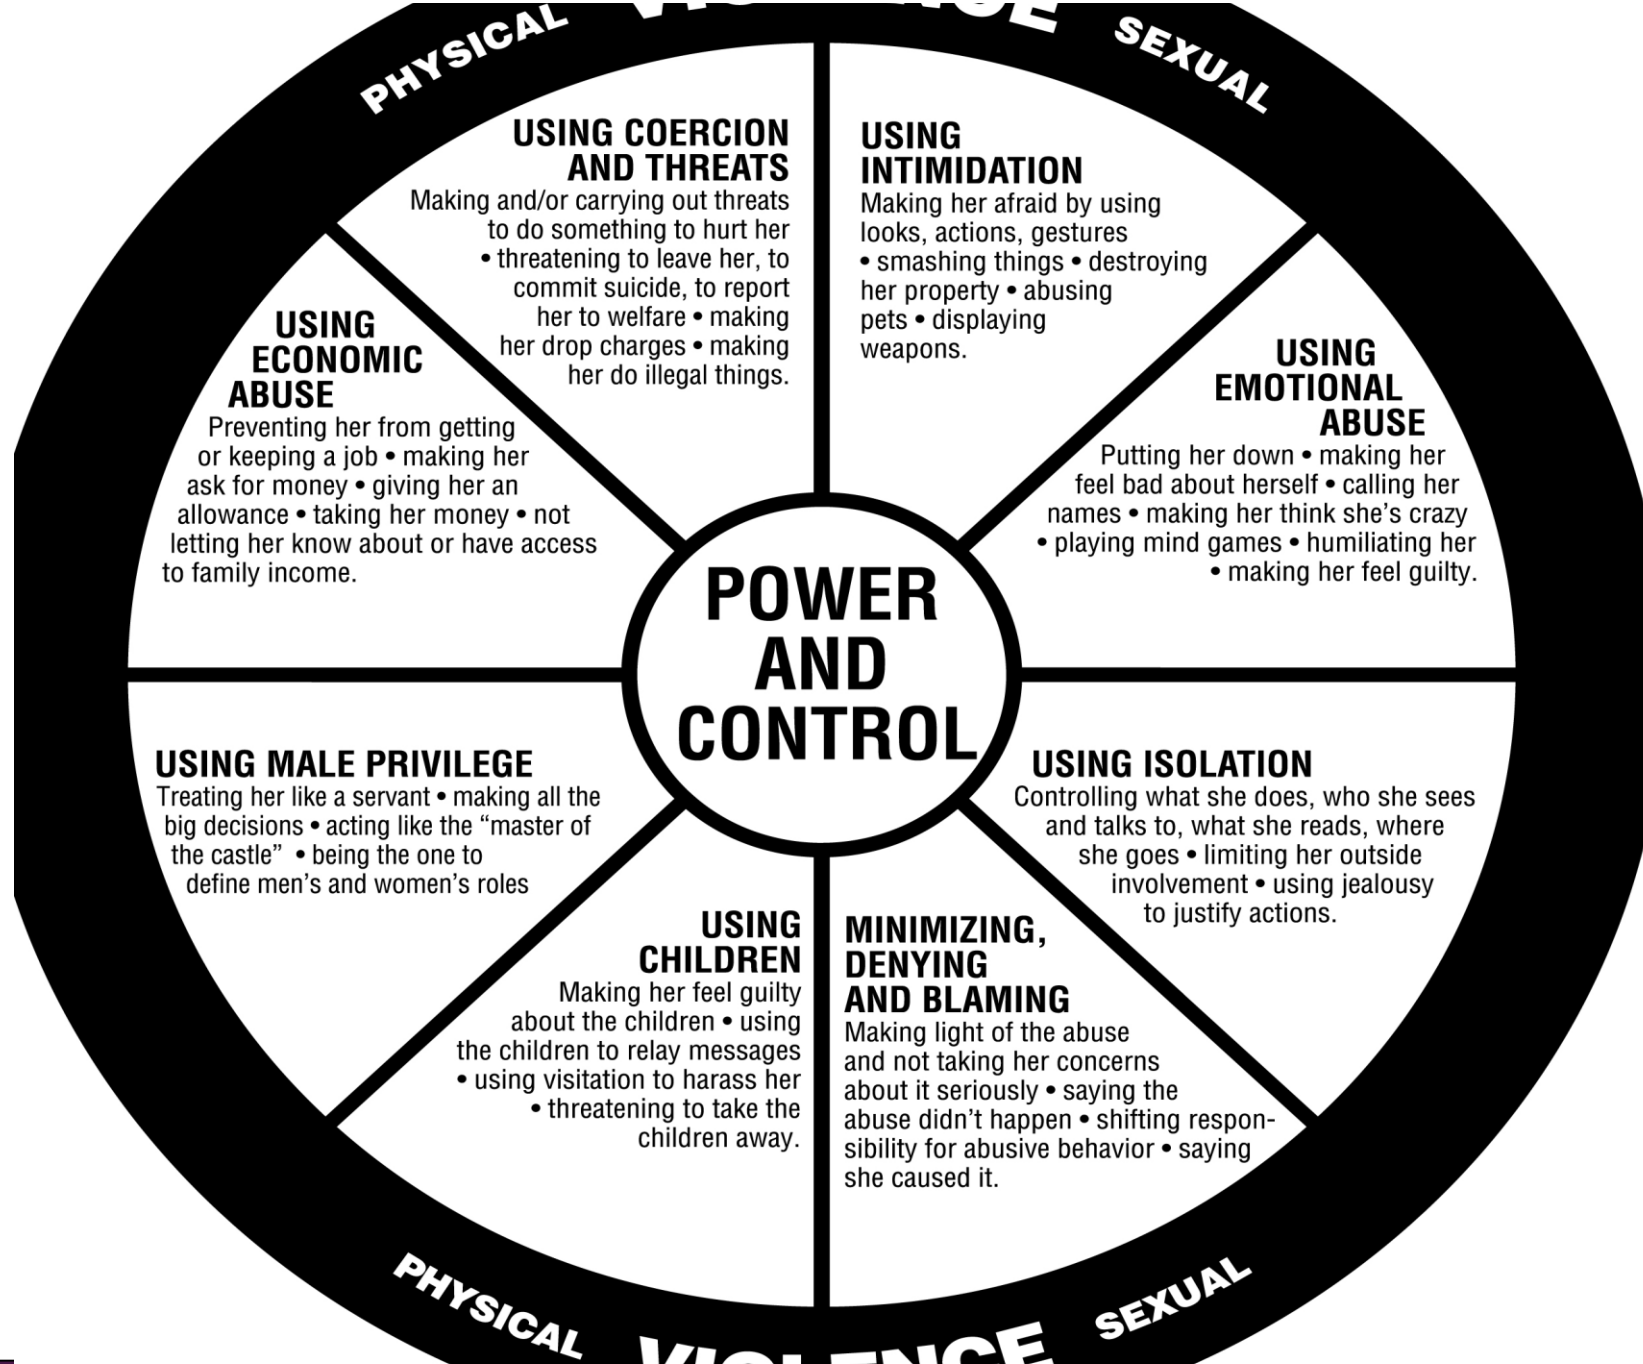 PHYSICAL VIOLENCE SEXUAL
USING COERCION
AND THREATS
Making and/or carrying out threats
to do something to hurt her
• threatening to leave her, to
commit suicide, to report
her to welfare • making
her drop charges • making
her do illegal things.
USING
INTIMIDATION
Making her afraid by using
looks, actions, gestures
• smashing things • destroying
her property • abusing
pets • displaying
weapons.
USING
EMOTIONAL
ABUSE
Putting her down • making her
feel bad about herself • calling her
names • making her think she's crazy
• playing mind games • humiliating her
• making her feel guilty.
USING ISOLATION
Controlling what she does, who she sees
and talks to, what she reads, where
she goes • limiting her outside
involvement • using jealousy
to justify actions.
MINIMIZING,
DENYING
AND BLAMING
Making light of the abuse
and not taking her concerns
about it seriously • saying the
abuse didn't happen • shifting respon-
sibility for abusive behavior • saying
she caused it.
USING
CHILDREN
Making her feel guilty
about the children • using
the children to relay messages
• using visitation to harass her
• threatening to take the
children away.
USING MALE PRIVILEGE
Treating her like a servant • making all the
big decisions • acting like the “master of
the castle” • being the one to
define men's and women's roles
USING
ECONOMIC
ABUSE
Preventing her from getting
or keeping a job • making her
ask for money • giving her an
allowance • taking her money • not
letting her know about or have access
to family income.
POWER
AND
CONTROL
PHYSICAL VIOLENCE SEXUAL